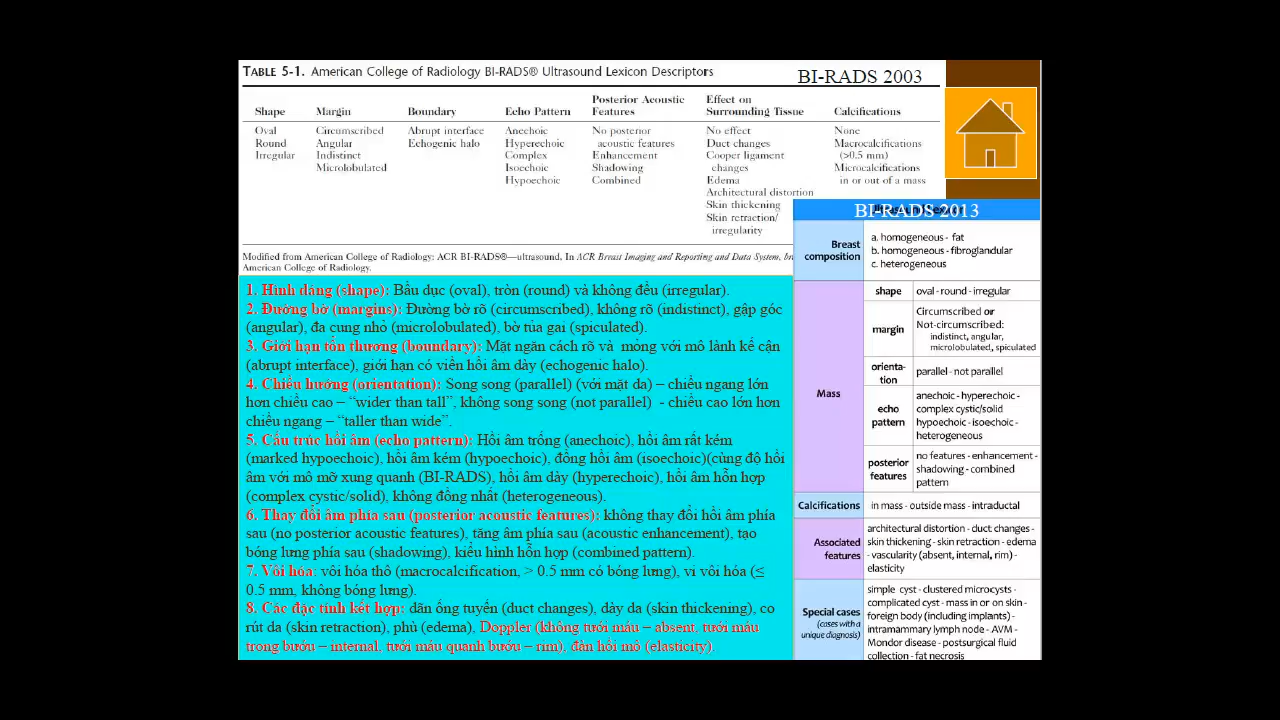 TABLE 5-1. American College of Radiology BI-RADS® Ultrasound Lexicon Descriptors
BI-RADS 2003
Shape Margin Boundary Echo Pattern Posterior Acoustic Features Effect on Surrounding Tissue Calcifications
Oval Circumscribed Abrupt interface Anechoic No posterior No effect None
Round Angular Echogenic halo Hyperechoic acoustic features Duct changes Macrocalcifications
Irregular Indistinct Complex Enhancement Cooper ligament (>0.5 mm)
Microlobulated Isoechoic Shadowing changes Microcalcifications
Hypoechoic Combined Edema in or out of a mass
Architectural distortion
Skin thickening
Skin retraction/
irregularity
Modified from American College of Radiology: ACR BI-RADS®—ultrasound, In ACR Breast Imaging and Reporting and Data System, br
American College of Radiology.
1. Hình dáng (shape): Bầu dục (oval), tròn (round) và không đều (irregular).
2. Đường bờ (margins): Đường bờ rõ (circumscribed), không rõ (indistinct), gập góc
(angular), đa cung nhỏ (microlobulated), bờ tủa gai (spiculated).
3. Giới hạn tổn thương (boundary): Mặt ngăn cách rõ và mỏng với mô lành kế cận
(abrupt interface), giới hạn có viền hồi âm dày (echogenic halo).
4. Chiều hướng (orientation): Song song (parallel) (với mặt da) – chiều ngang lớn
hơn chiều cao – “wider than tall”, không song song (not parallel) - chiều cao lớn hơn
chiều ngang – “taller than wide”.
5. Cấu trúc hồi âm (echo pattern): Hồi âm trống (anechoic), hồi âm rất kém
(marked hypoechoic), hồi âm kém (hypoechoic), đồng hồi âm (isoechoic)(cùng độ hồi
âm với mô mỡ xung quanh (BI-RADS), hồi âm dày (hyperechoic), hồi âm hỗn hợp
(complex cystic/solid), không đồng nhất (heterogeneous).
6. Thay đổi âm phía sau (posterior acoustic features): không thay đổi hồi âm phía
sau (no posterior acoustic features), tăng âm phía sau (acoustic enhancement), tạo
bóng lưng phía sau (shadowing), kiểu hình hỗn hợp (combined pattern).
7. Vôi hóa: vôi hóa thô (macrocalcification, > 0.5 mm có bóng lưng), vi vôi hóa (≤
0.5 mm, không bóng lưng).
8. Các đặc tính kết hợp: dãn ống tuyến (duct changes), dày da (skin thickening), co
rút da (skin retraction), phù (edema), Doppler (không tưới máu – absent, tưới máu
trong bướu – internal, tưới máu quanh bướu – rim), đàn hồi mô (elasticity).
BI-RADS 2013
Breast composition
a. homogeneous - fat
b. homogeneous - fibroglandular
c. heterogeneous
Mass
shape oval - round - irregular
margin
Circumscribed or
Not-circumscribed:
indistinct, angular,
microlobulated, spiculated
orienta-
tion
parallel - not parallel
echo
pattern
anechoic - hyperechoic -
complex cystic/solid
hypoechoic - isoechoic -
heterogeneous
posterior
features
no features - enhancement -
shadowing - combined
pattern
Calcifications in mass - outside mass - intraductal
Associated
features
architectural distortion - duct changes -
skin thickening - skin retraction - edema
- vascularity (absent, internal, rim) -
elasticity
Special cases
(cases with a
unique diagnosis)
simple cyst - clustered microcysts -
complicated cyst - mass in or on skin -
foreign body (including implants) -
intramammary lymph node - AVM -
Mondor disease - postsurgical fluid
collection - fat necrosis